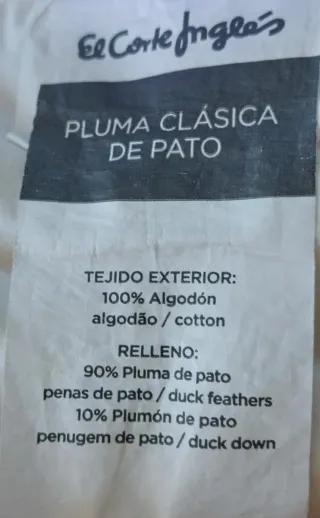 El Corte Inglés
PLUMA CLÁSICA
DE PATO
TEJIDO EXTERIOR:
100% Algodón
algodão / cotton
RELLENO:
90% Pluma de pato
penas de pato / duck feathers
10% Plumón de pato
penugem de pato / duck down